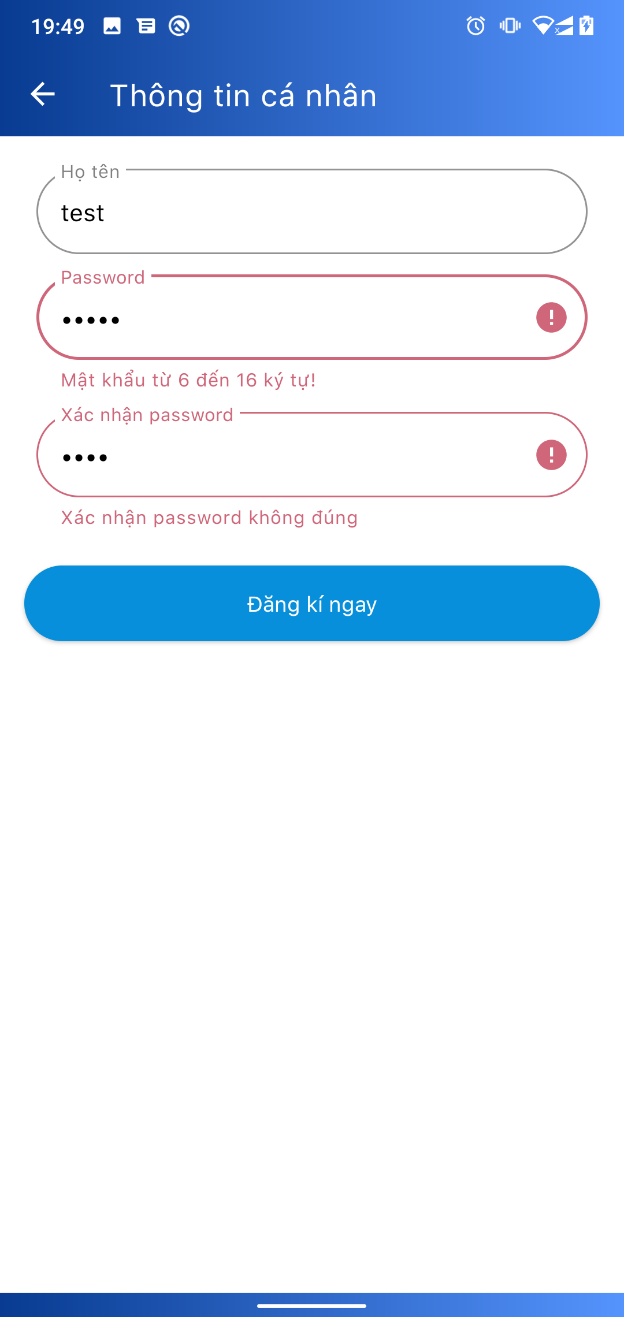 19:49
Thông tin cá nhân
Họ tên
test
Password
•••••
Mật khẩu từ 6 đến 16 ký tự!
Xác nhận password
••••
Xác nhận password không đúng
Đăng kí ngay